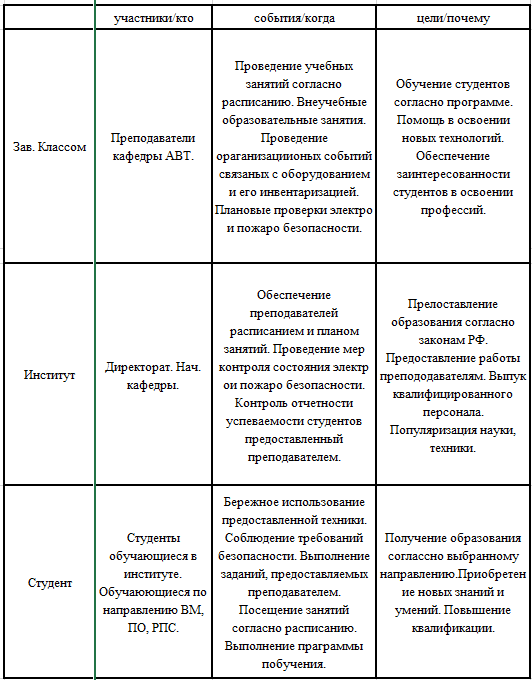 участники/кто
события/когда
цели/почему
Зав. Классом
Преподаватели
кафедры АВТ.
Проведение учебных
занятий согласно
расписанию. Внеучебные
образовательные занятия.
Проведение
ораганизациионых событий
связаных с оборудованием
и его инвентаризацией.
Плановые проверки электро
и пожаро безопасности.
Обучение студентов
согласно программе.
Помощь в освоении
новых технологий.
Обеспечение
заинтересованности
студентов в освоении
профессий.
Институт
Директорат. Нач.
кафедры.
Обеспечение
преподавателей
расписанием и планом
занятий. Проведение мер
контроля состояния электр
ои пожаро безопасности.
Контроль отчетности
успеваемости студентов
предоставленный
преподавателем.
Прелоставление
образования согласно
законам РФ.
Предоставление работы
препододавателям. Выпук
квалифицированого
персонала.
Популяризация науки,
техники.
Студент
Студенты
обучающиеся в
институте.
Обучаюющиеся по
направлению ВМ,
ПО, РПС.
Бережное использование
предоставленной техники.
Соблюдение требований
безопасности. Выполнение
заданий, предоставляемых
преподавателем.
Посещение занятий
согласно расписанию.
Выполнение праграммы
побучения.
Получение образования
соглассно выбранному
направлению.Приобретен
ие новых знаний и
умений. Повышение
квалификации.